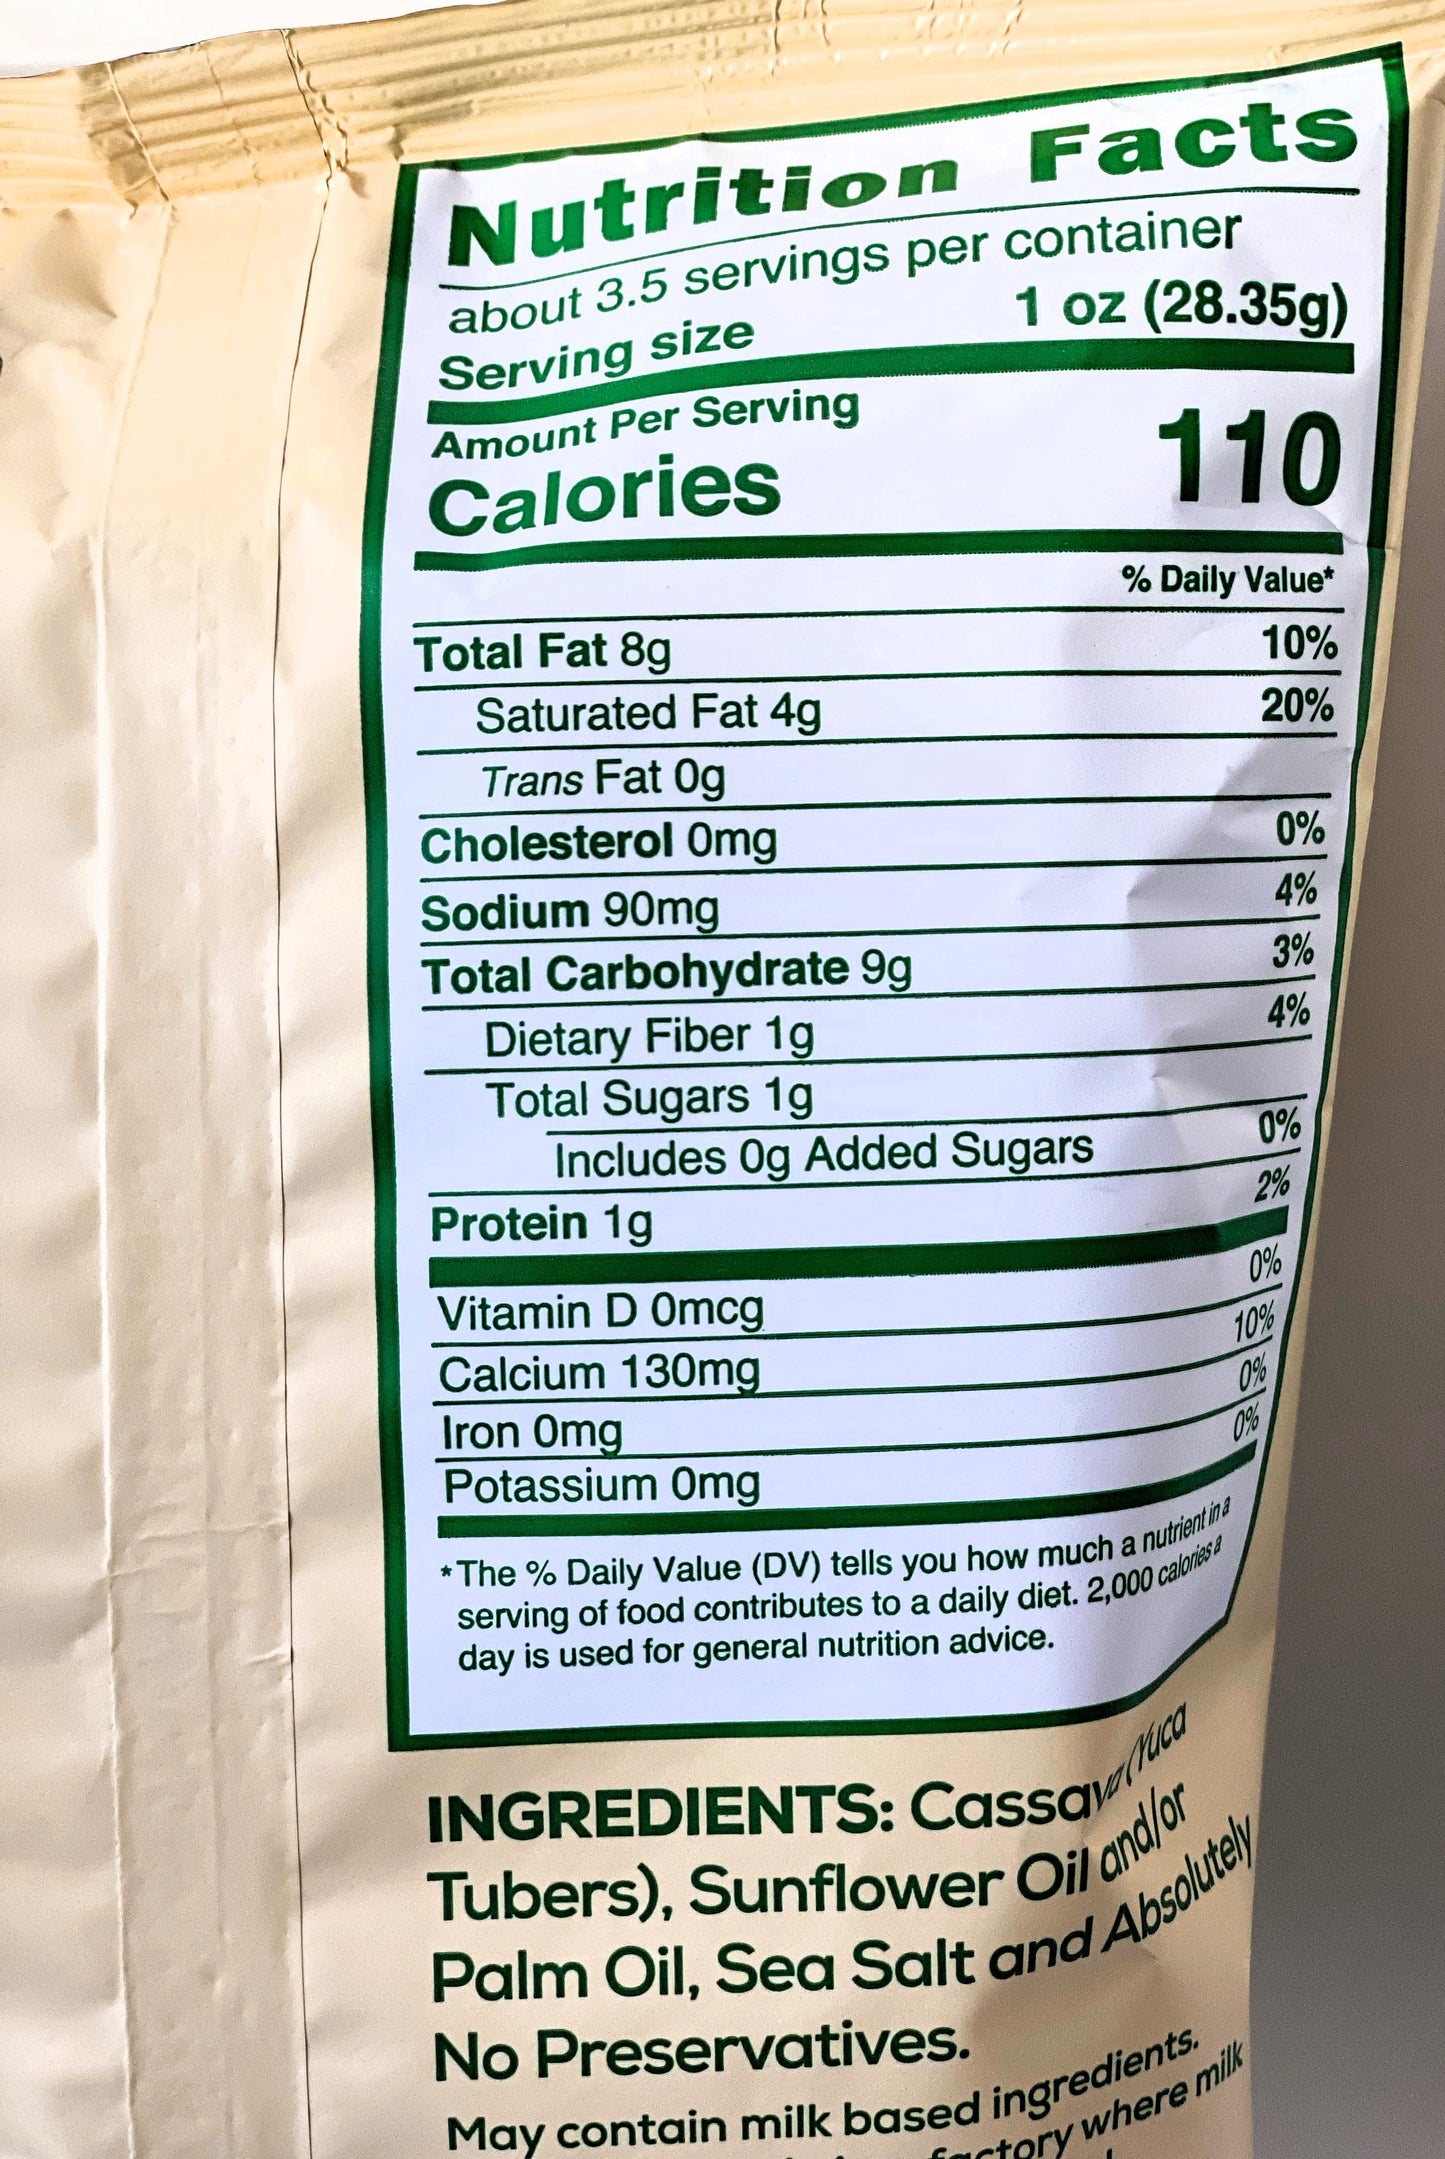 Nutrition Facts
about 3.5 servings per container
Serving size 1 oz (28.35g)
Amount Per Serving
Calories 110
% Daily Value*
Total Fat 8g 10%
Saturated Fat 4g 20%
Trans Fat 0g
Cholesterol 0mg 0%
Sodium 90mg 4%
Total Carbohydrate 9g 3%
Dietary Fiber 1g 4%
Total Sugars 1g
Includes 0g Added Sugars 0%
Protein 1g 2%
Vitamin D 0mcg 0%
Calcium 130mg 10%
Iron 0mg 0%
Potassium 0mg 0%
*The % Daily Value (DV) tells you how much a nutrient in a
serving of food contributes to a daily diet. 2,000 calories a
day is used for general nutrition advice.
INGREDIENTS: Cassava (Yuca
Tubers), Sunflower Oil and/or
Palm Oil, Sea Salt and Absolutely
No Preservatives.
May contain milk based ingredients.
factory where milk